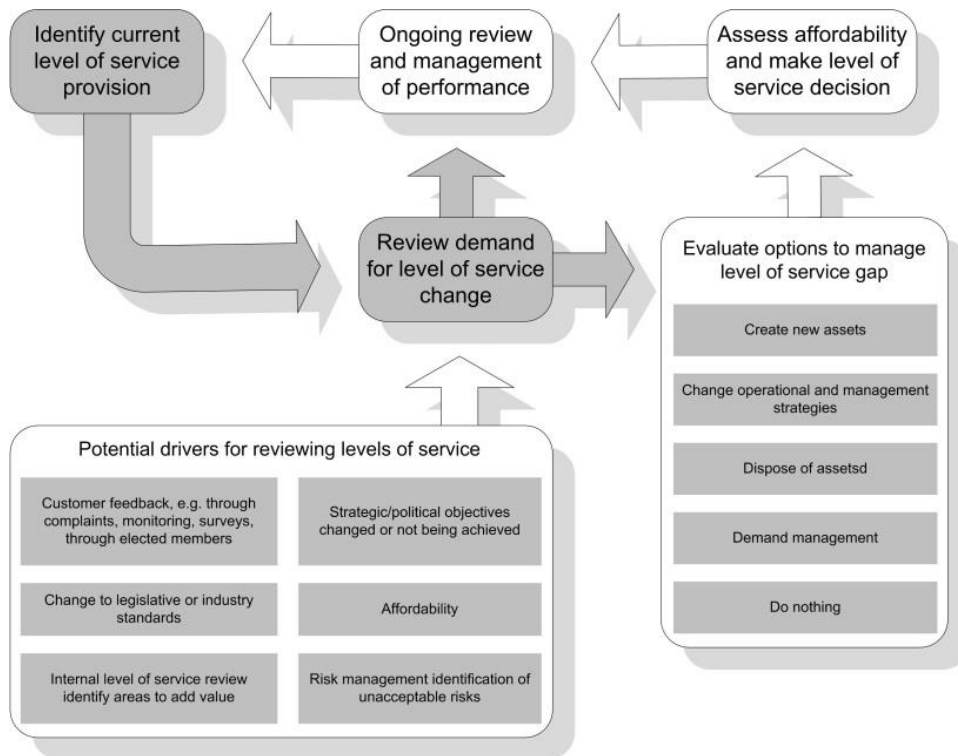 Identify current
level of service
provision
Ongoing review
and management
of performance
Assess affordability
and make level of
service decision
Review demand
for level of service
change
Evaluate options to manage
level of service gap
Create new assets
Change operational and management
strategies
Dispose of assetsd
Demand management
Do nothing
Potential drivers for reviewing levels of service
Customer feedback, e.g. through
complaints, monitoring, surveys,
through elected members
Strategic/political objectives
changed or not being achieved
Change to legislative or industry
standards
Affordability
Internal level of service review
identify areas to add value
Risk management identification of
unacceptable risks